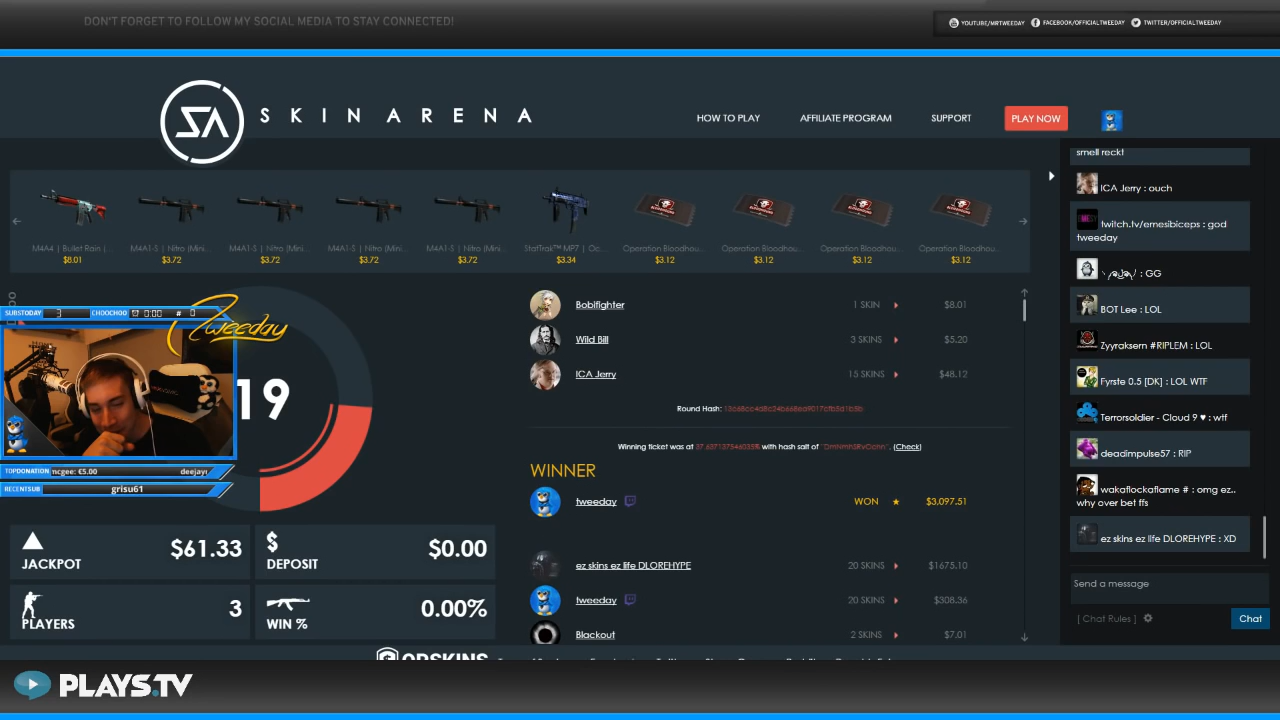 DON'T FORGET TO FOLLOW MY SOCIAL MEDIA TO STAY CONNECTED!
YOUTUBE/MRTWEEDAY FACEBOOK/OFFICIALTWEEDAY TWITTER/OFFICIALTWEEDAY
SA SKIN ARENA
HOW TO PLAY AFFILIATE PROGRAM SUPPORT PLAY NOW
M4A4 | Bullet Rain |... M4A1-S | Nitro (Mini... M4A1-S | Nitro (Mini... M4A1-S | Nitro (Mini... M4A1-S | Nitro (Mini... StatTrak™ MP7 | Oc... Operation Bloodhou... Operation Bloodhou... Operation Bloodhou... Operation Bloodhou...
$8.01 $3.72 $3.72 $3.72 $3.72 $3.34 $3.12 $3.12 $3.12 $3.12
SUBSTODAY 3 CHOOCHOO 0:00 # 0
Tweeday
19
TOPDONATION mcgee: €5.00 deejay
RECENTSUB grisu61
JACKPOT $61.33
DEPOSIT $0.00
PLAYERS 3
WIN % 0.00%
Bobifighter 1 SKIN $8.01
Wild Bill 3 SKINS $5.20
ICA Jerry 15 SKINS $48.12
Round Hash:
Winning ticket was at with hash salt of (Check)
WINNER
tweeday WON ★ $3,097.51
ez skins ez life DLOREHYPE 20 SKINS $1675.10
tweeday 20 SKINS $308.36
Blackout 2 SKINS $7.01
OPSKINS
smell reckt
ICA Jerry : ouch
twitch.tv/emesibiceps : god
tweeday
: GG
BOT Lee : LOL
Zyyraksern #RIPLEM : LOL
Fyrste 0.5 [DK] : LOL WTF
Terrorsoldier - Cloud 9 ♥ : wtf
deadimpulse57 : RIP
wakaflockaflame # : omg ez..
why over bet ffs
ez skins ez life DLOREHYPE : XD
Send a message
[ Chat Rules ]
Chat
PLAYS.TV